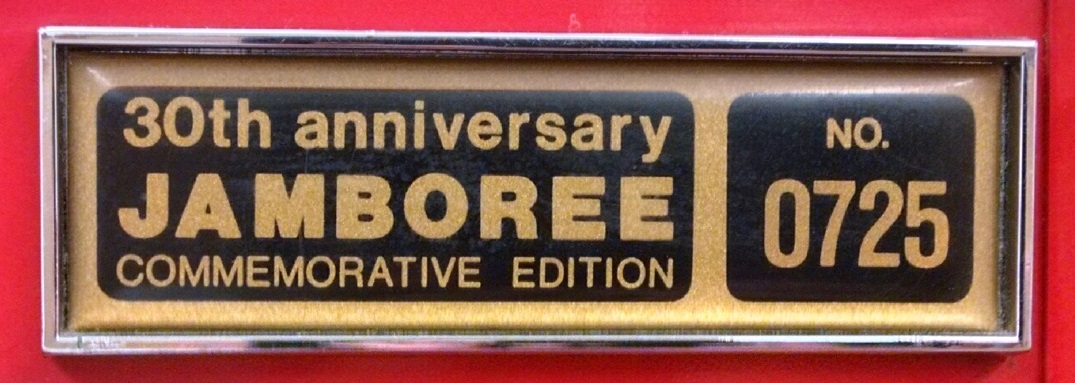 30th anniversary
JAMBOREE
COMMEMORATIVE EDITION
NO.
0725